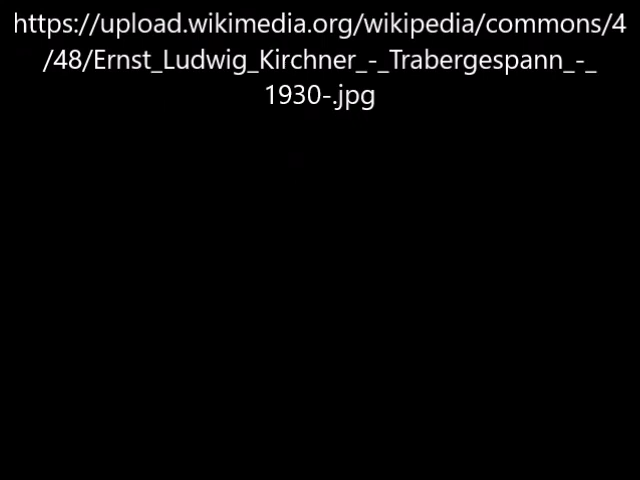 https://upload.wikimedia.org/wikipedia/commons/4
/48/Ernst_Ludwig_Kirchner_-_Trabergespann_-_
1930-.jpg